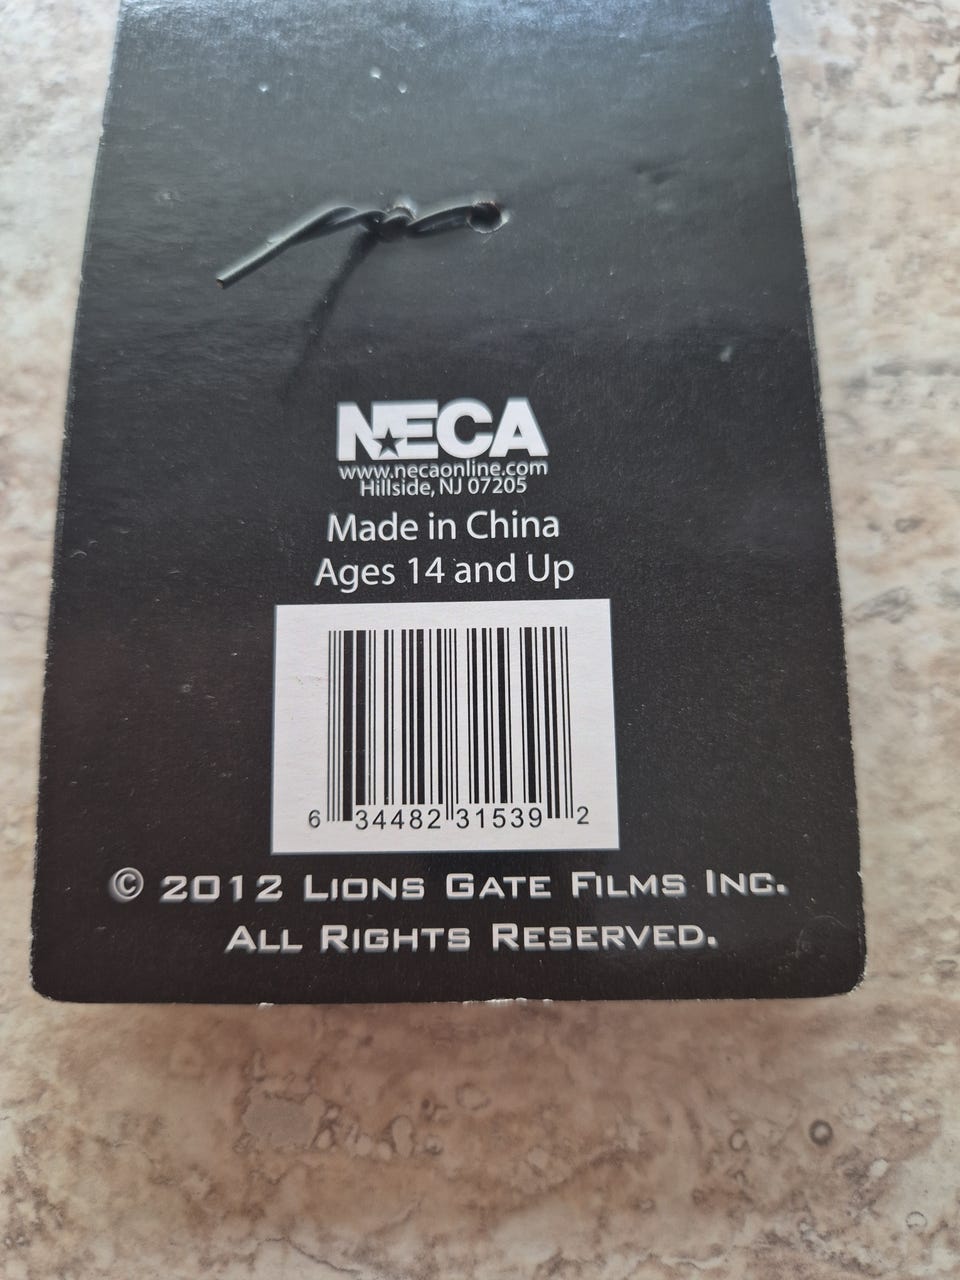 NECA
www.necaonline.com
Hillside, NJ 07205
Made in China
Ages 14 and Up
6 34482 31539 2
© 2012 LIONS GATE FILMS INC.
ALL RIGHTS RESERVED.